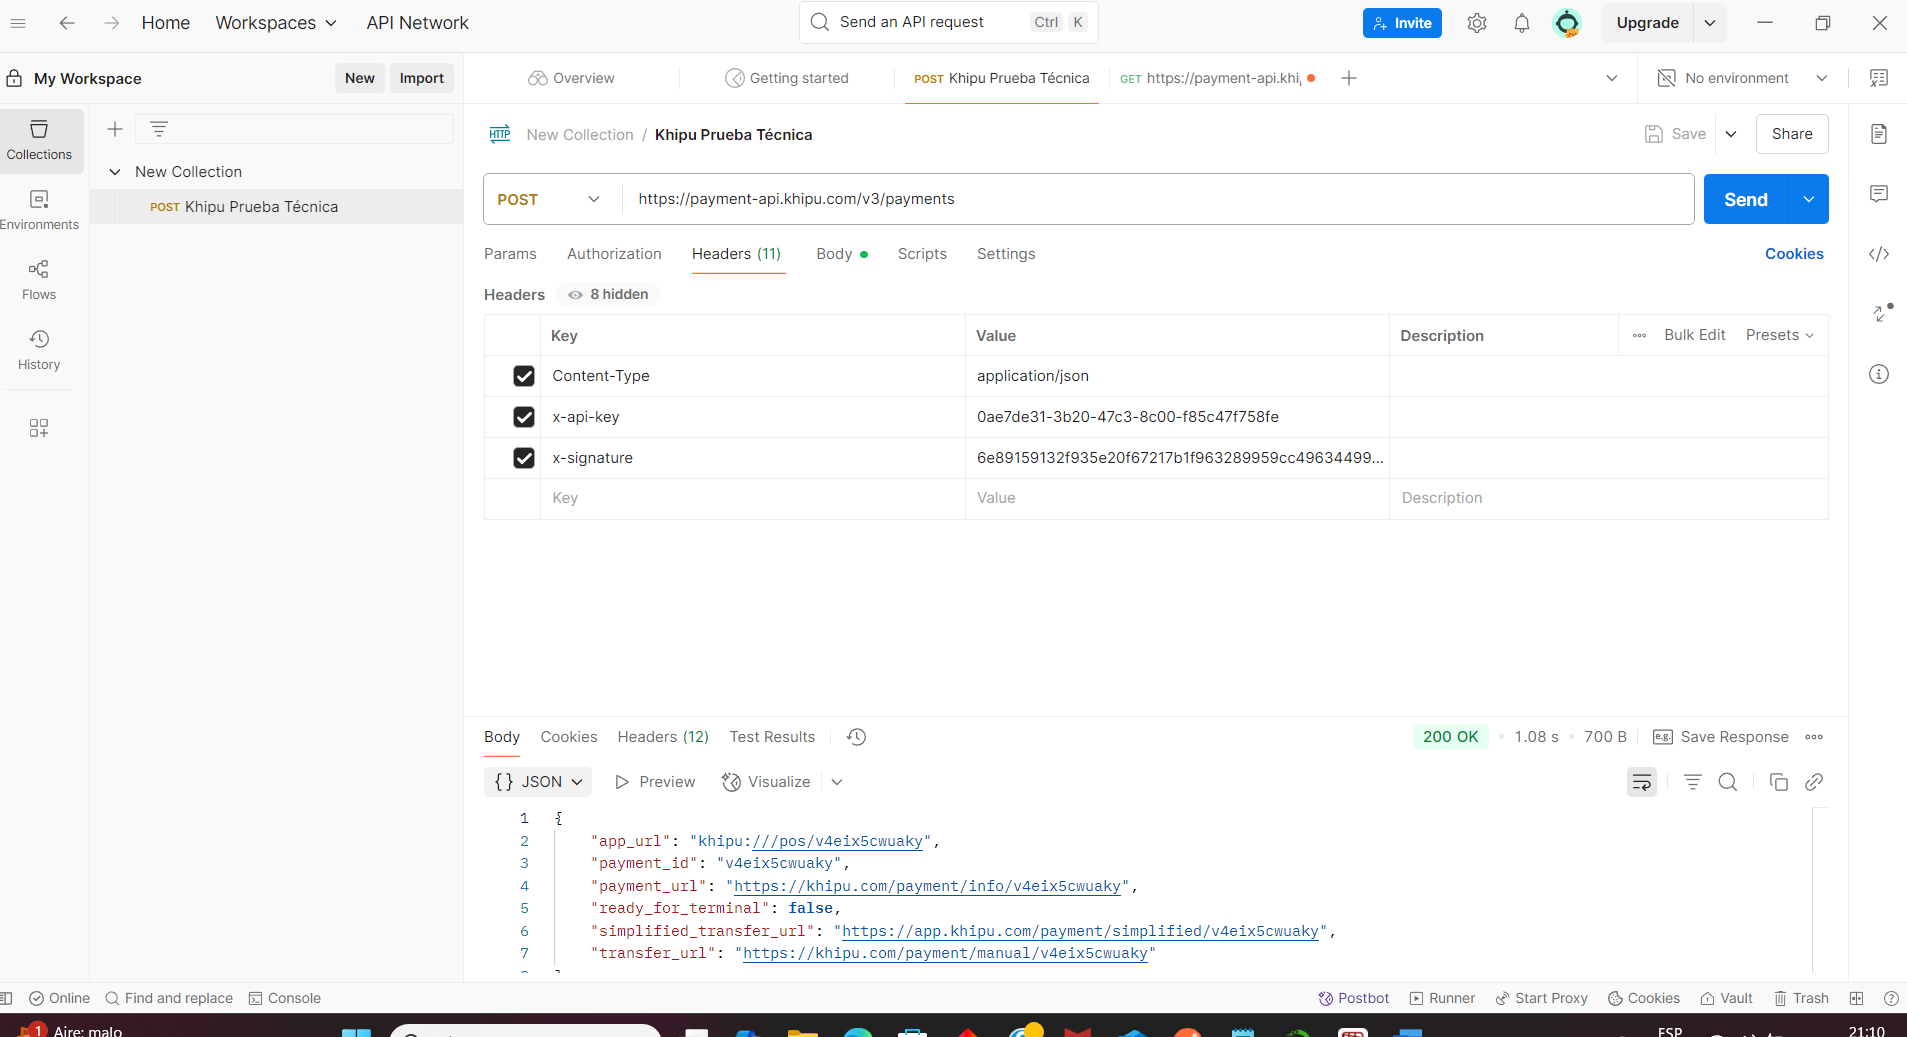 Home Workspaces API Network Send an API request Ctrl K Invite Upgrade
My Workspace New Import Overview Getting started POST Khipu Prueba Técnica GET https://payment-api.khi No environment
Collections
Environments
Flows
History
New Collection
POST Khipu Prueba Técnica
HTTP New Collection / Khipu Prueba Técnica Save Share
POST https://payment-api.khipu.com/v3/payments Send
Params Authorization Headers (11) Body Scripts Settings Cookies
Headers 8 hidden
Key Value Description Bulk Edit Presets
Content-Type application/json
x-api-key 0ae7de31-3b20-47c3-8c00-f85c47f758fe
x-signature 6e89159132f935e20f67217b1f963289959cc49634499...
Key Value Description
Body Cookies Headers (12) Test Results 200 OK 1.08 s 700 B e.g. Save Response
{} JSON Preview Visualize
1 {
2 "app_url": "khipu:///pos/v4eix5cwuaky",
3 "payment_id": "v4eix5cwuaky",
4 "payment_url": "https://khipu.com/payment/info/v4eix5cwuaky",
5 "ready_for_terminal": false,
6 "simplified_transfer_url": "https://app.khipu.com/payment/simplified/v4eix5cwuaky",
7 "transfer_url": "https://khipu.com/payment/manual/v4eix5cwuaky"
Online Find and replace Console Postbot Runner Start Proxy Cookies Vault Trash
1 Aire: malo ESP 21:10